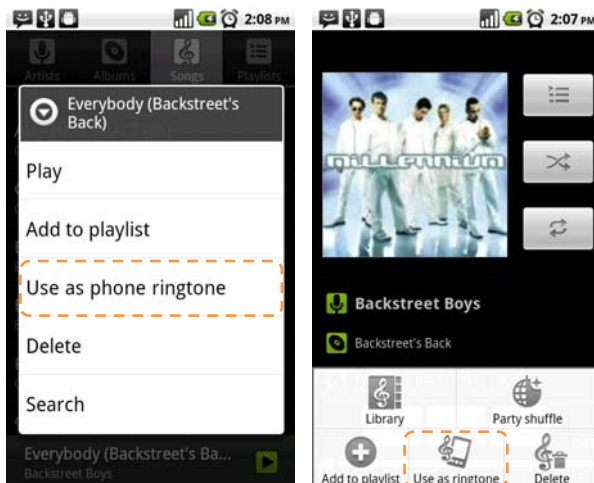 2:08 PM
Artists Albums Songs Playlists
Everybody (Backstreet's
Back)
Play
Add to playlist
Use as phone ringtone
Delete
Search
Everybody (Backstreet's Ba...
Backstreet Boys
2:07 PM
millennium
Backstreet Boys
Backstreet's Back
Library
Party shuffle
Add to playlist
Use as ringtone
Delete